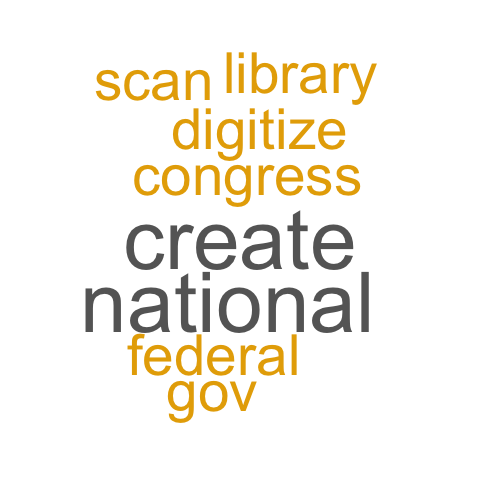 scan library
digitize
congress
create
national
federal
gov